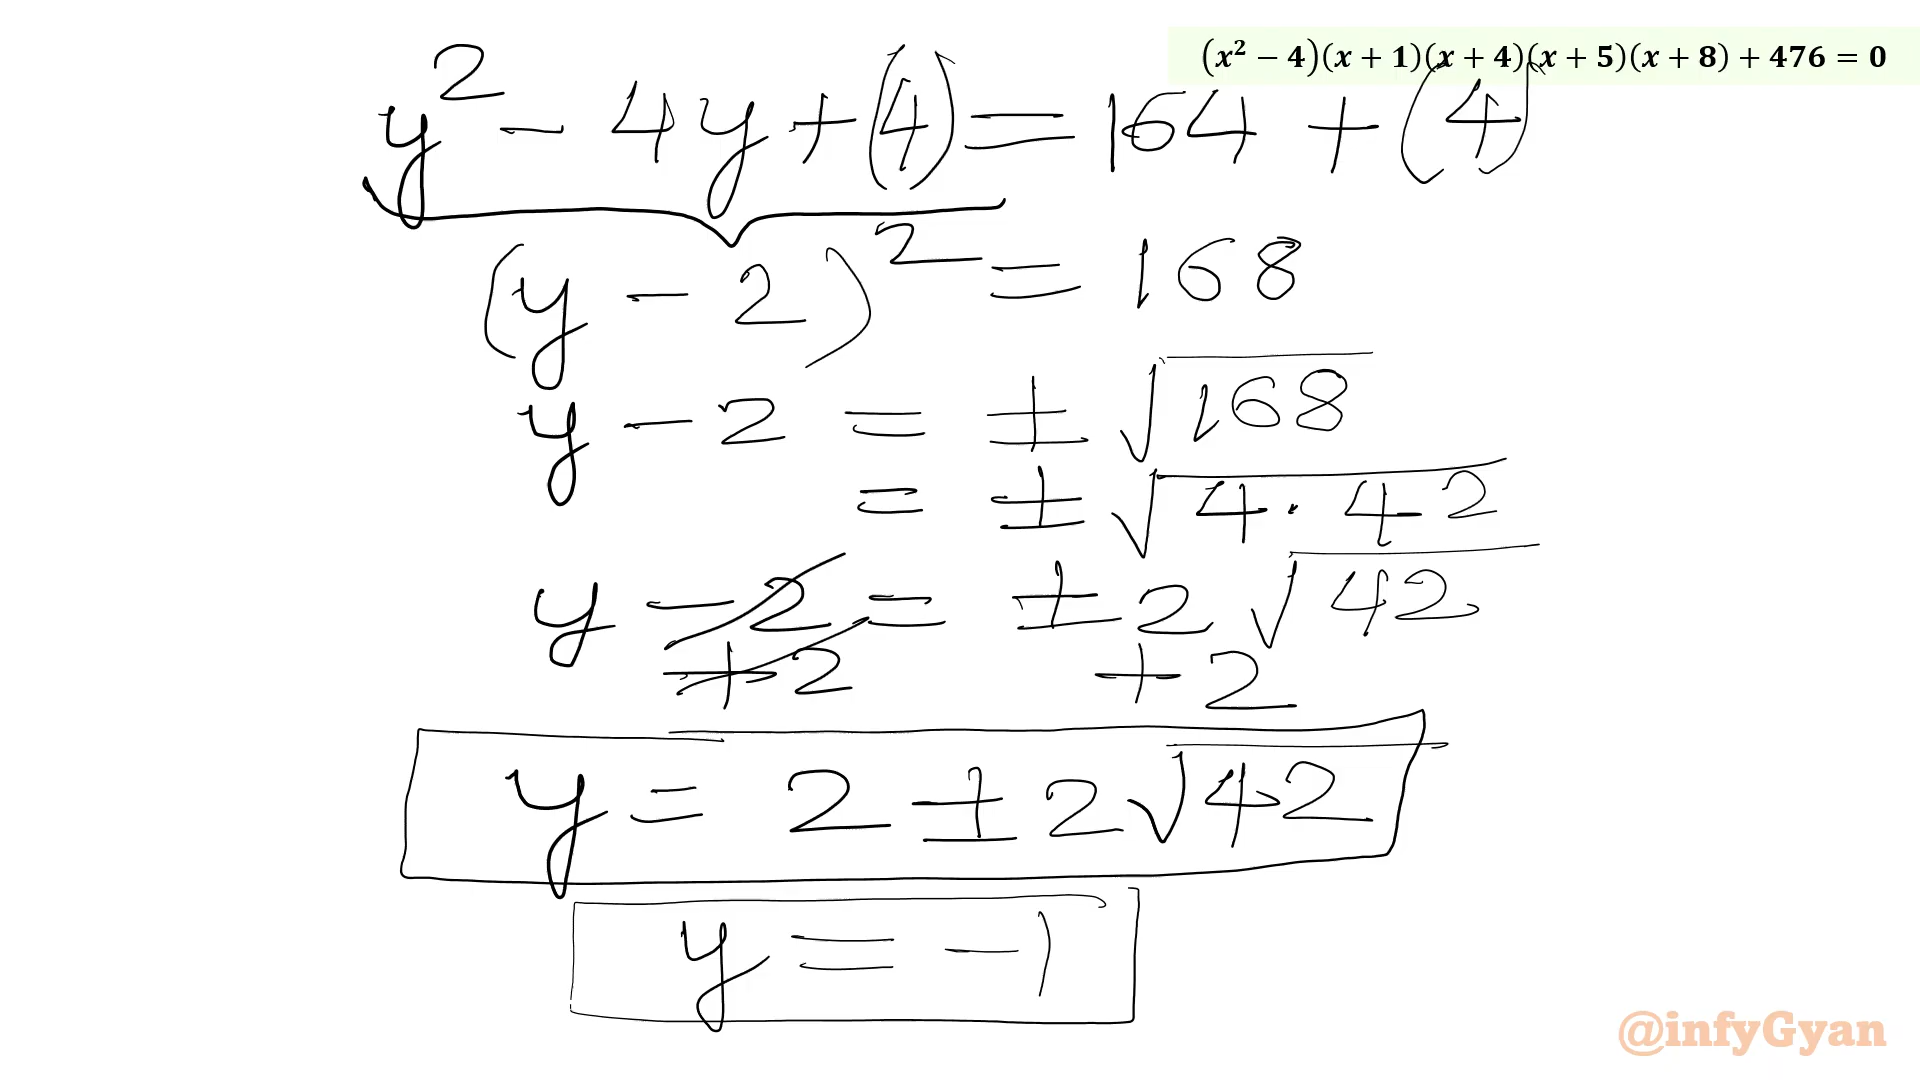 (x² − 4)(x + 1)(x + 4)(x + 5)(x + 8) + 476 = 0
y² − 4y + (4) = 164 + (4)
(y − 2)² = 168
y − 2 = ± √168
= ± √4 · 42
y − 2 = ± 2 √42
+ 2 + 2
y = 2 ± 2√42
y = −1
@infyGyan